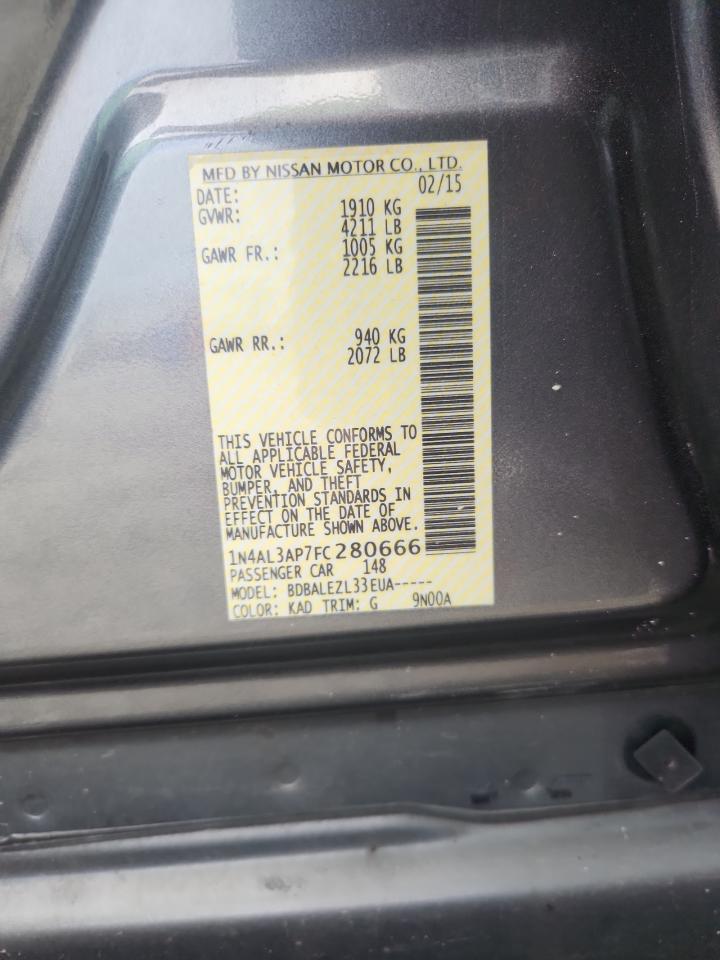 MFD BY NISSAN MOTOR CO., LTD.
DATE: 02/15
GVWR: 1910 KG
4211 LB
GAWR FR.: 1005 KG
2216 LB
GAWR RR.: 940 KG
2072 LB
THIS VEHICLE CONFORMS TO
ALL APPLICABLE FEDERAL
MOTOR VEHICLE SAFETY,
BUMPER, AND THEFT
PREVENTION STANDARDS IN
EFFECT ON THE DATE OF
MANUFACTURE SHOWN ABOVE.
1N4AL3AP7FC280666
PASSENGER CAR 148
MODEL: BDBALEZL33EUA-----
COLOR: KAD TRIM: G 9N00A